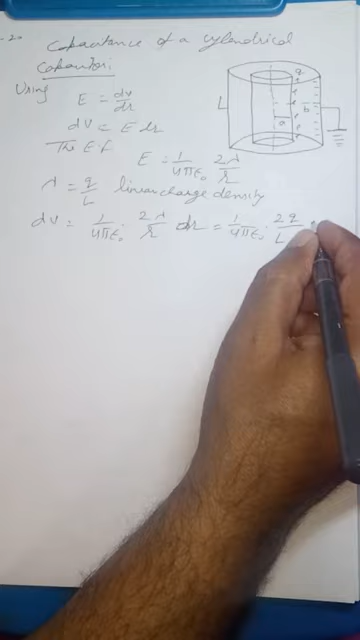 -20
Capacitance of a cylindrical
Capacitor:
Using
E = dv/dr
dV = E dr
The E f
E = 1/4πε₀ 2λ/r
λ = q/L linear charge density
dV = 1/4πε₀ · 2λ/r dr = 1/4πε₀ · 2q/L
L
a
b